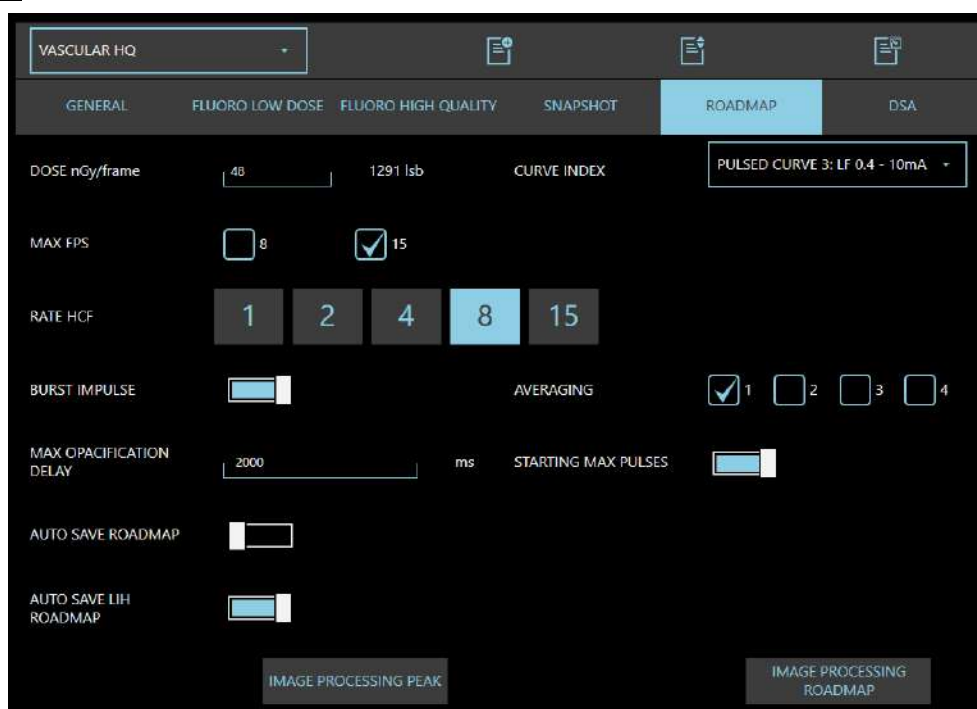 VASCULAR HQ
GENERAL FLUORO LOW DOSE FLUORO HIGH QUALITY SNAPSHOT ROADMAP DSA
DOSE nGy/frame 48 1291 lsb CURVE INDEX PULSED CURVE 3: LF 0.4 - 10mA
MAX FPS 8 15
RATE HCF 1 2 4 8 15
BURST IMPULSE AVERAGING 1 2 3 4
MAX OPACIFICATION
DELAY 2000 ms STARTING MAX PULSES
AUTO SAVE ROADMAP
AUTO SAVE LIH
ROADMAP
IMAGE PROCESSING PEAK
IMAGE PROCESSING
ROADMAP